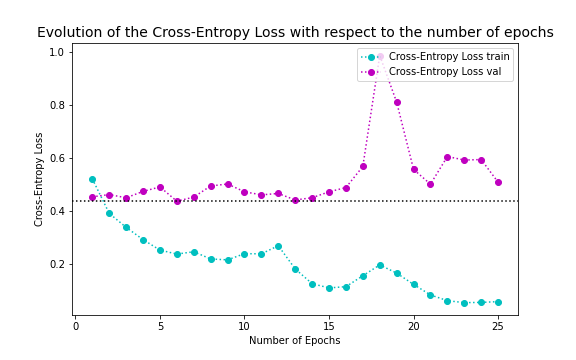 Evolution of the Cross-Entropy Loss with respect to the number of epochs
Cross-Entropy Loss train
Cross-Entropy Loss val
Cross-Entropy Loss
1.0
0.8
0.6
0.4
0.2
0
5
10
15
20
25
Number of Epochs